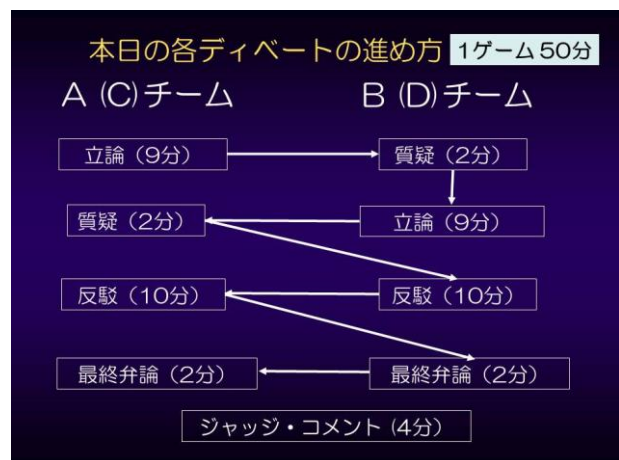 本日の各ディベートの進め方 1ゲーム50分
A (C)チーム B (D)チーム
立論（9分） 質疑（2分）
質疑（2分） 立論（9分）
反駁（10分） 反駁（10分）
最終弁論（2分） 最終弁論（2分）
ジャッジ・コメント (4分）